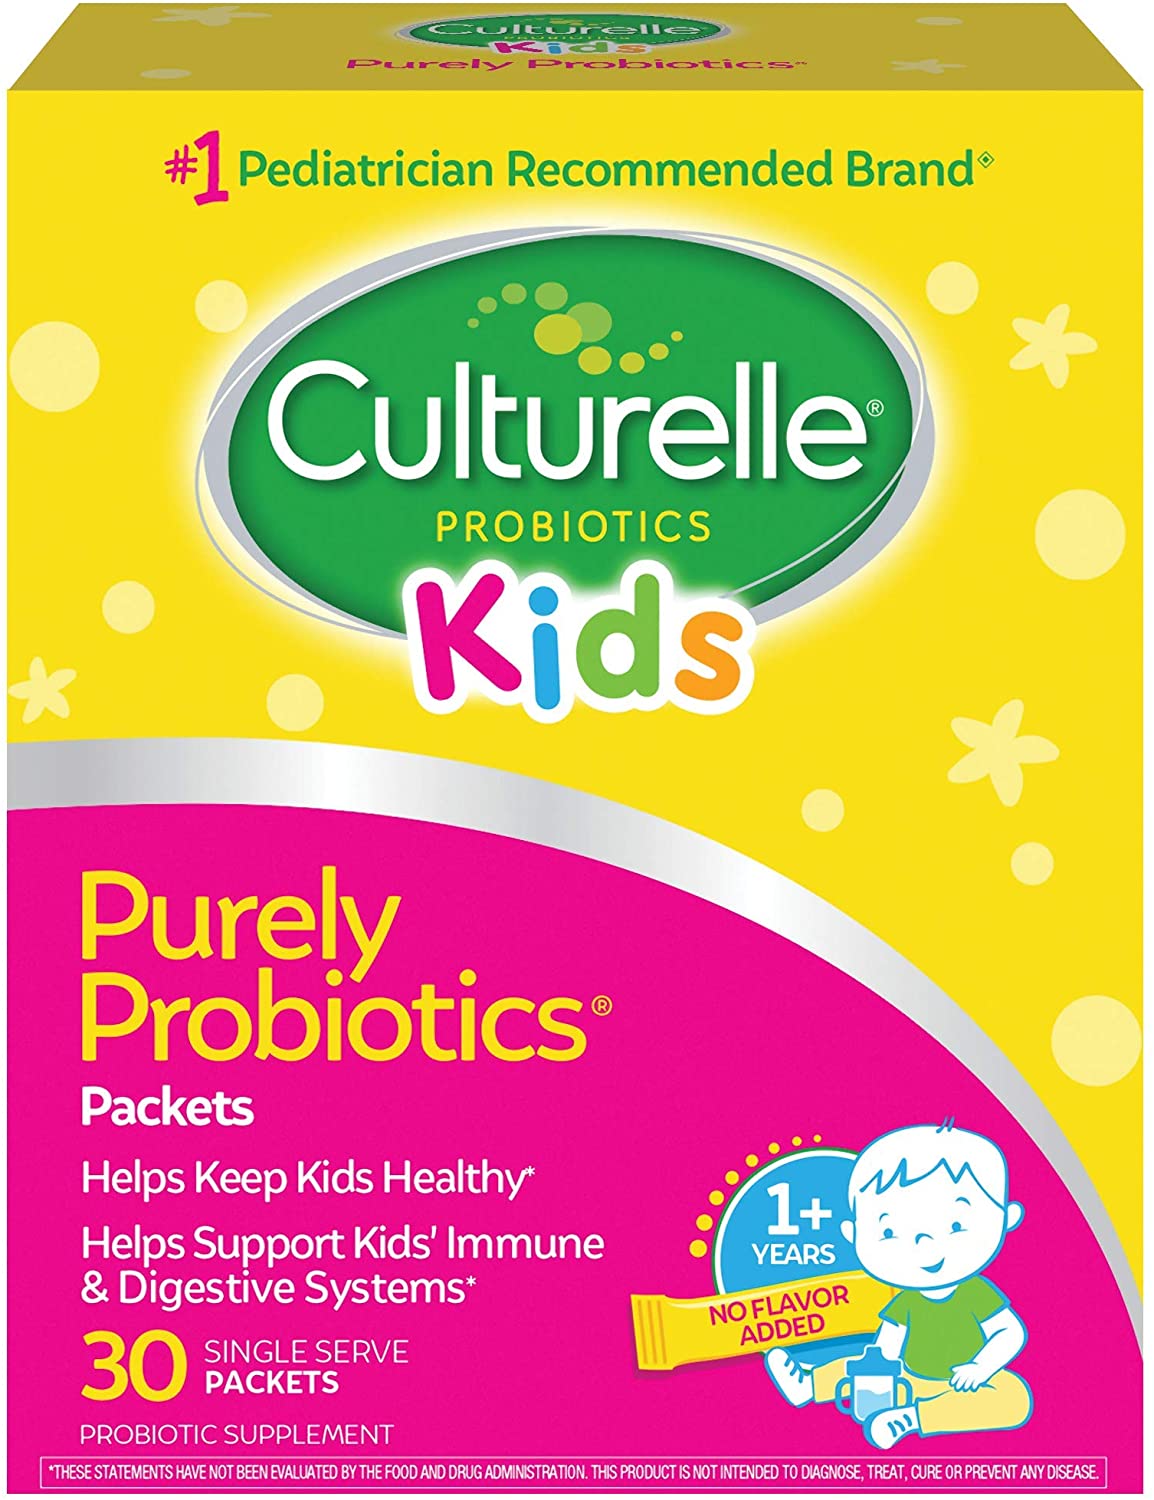 Culturelle
PROBIOTICS
Kids
Purely Probiotics®
#1 Pediatrician Recommended Brand◈
Culturelle®
PROBIOTICS
Kids
Purely
Probiotics®
Packets
Helps Keep Kids Healthy*
Helps Support Kids' Immune
& Digestive Systems*
30 SINGLE SERVE
PACKETS
PROBIOTIC SUPPLEMENT
1+
YEARS
NO FLAVOR
ADDED
*THESE STATEMENTS HAVE NOT BEEN EVALUATED BY THE FOOD AND DRUG ADMINISTRATION. THIS PRODUCT IS NOT INTENDED TO DIAGNOSE, TREAT, CURE OR PREVENT ANY DISEASE.